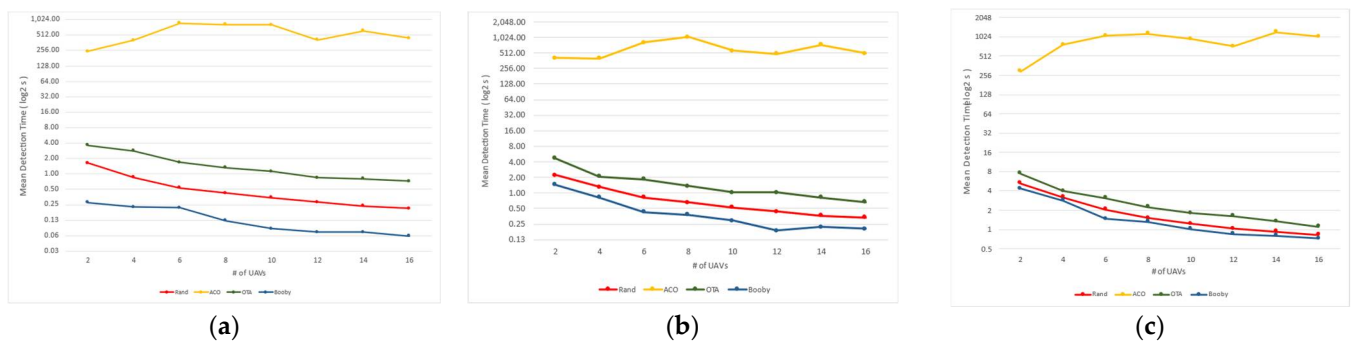 1,024.00
512.00
256.00
128.00
64.00
32.00
16.00
8.00
4.00
2.00
1.00
0.50
0.25
0.13
0.06
0.03
Mean Detection Time ( log2 s )
2 4 6 8 10 12 14 16
# of UAVs
Rand ACO OTA Booby
(a)
2,048.00
1,024.00
512.00
256.00
128.00
64.00
32.00
16.00
8.00
4.00
2.00
1.00
0.50
0.25
0.13
Mean Detection Time ( log2 s )
2 4 6 8 10 12 14 16
# of UAVs
Rand ACO OTA Booby
(b)
2048
1024
512
256
128
64
32
16
8
4
2
1
0.5
Mean Detection Time(log2 s )
2 4 6 8 10 12 14 16
# of UAVs
Rand ACO OTA Booby
(c)